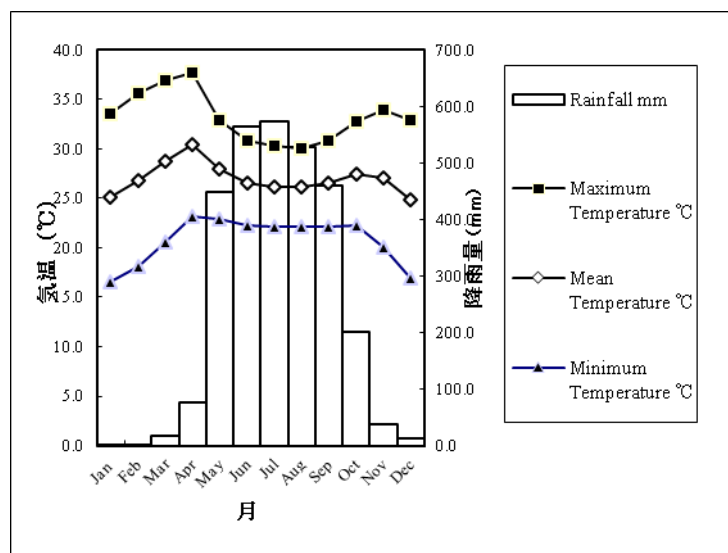 40.0
35.0
30.0
25.0
20.0
15.0
10.0
5.0
0.0
気温 (℃)
700.0
600.0
500.0
400.0
300.0
200.0
100.0
0.0
降雨量(mm)
Jan Feb Mar Apr May Jun Jul Aug Sep Oct Nov Dec
月
Rainfall mm
Maximum
Temperature ℃
Mean
Temperature ℃
Minimum
Temperature ℃